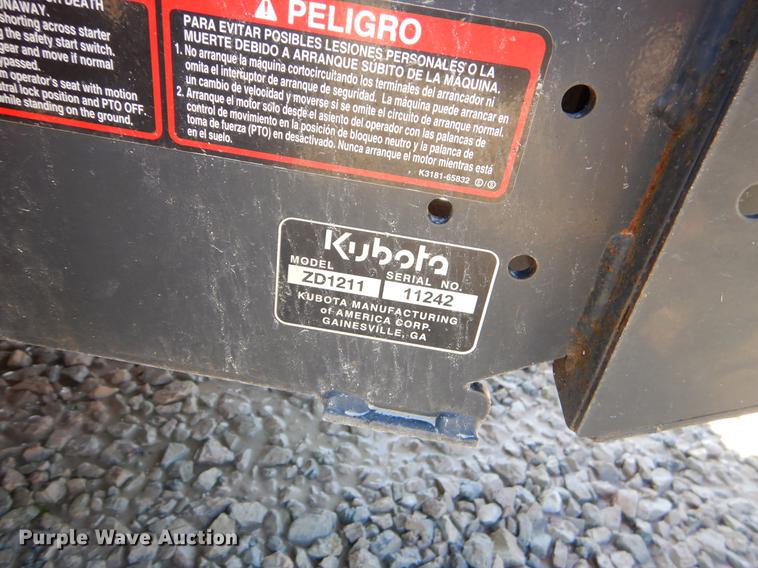 OR DEATH
UNAWAY.
shorting across starter
g the safety start switch.
gear and move if normal
ypassed.
m operator's seat with motion
utral lock position and PTO OFF.
while standing on the ground.
PELIGRO
PARA EVITAR POSIBLES LESIONES PERSONALES O LA
MUERTE DEBIDO A ARRANQUE SÚBITO DE LA MÁQUINA.
1. No arranque la máquina cortocircuitando los terminales del arrancador ni
omita el interruptor de arranque de seguridad. La máquina puede arrancar en
un cambio de velocidad y moverse si se omite el circuito de arranque normal.
2. Arranque el motor sólo desde el asiento del operador con las palancas de
control de movimiento en la posición de bloqueo neutro y la palanca de
toma de fuerza (PTO) en desactivado. Nunca arranque el motor mientras está
en el suelo.
K3181-65832
Kubota
MODEL SERIAL NO.
ZD1211 11242
KUBOTA MANUFACTURING
of AMERICA CORP.
GAINESVILLE, GA
Purple Wave Auction®